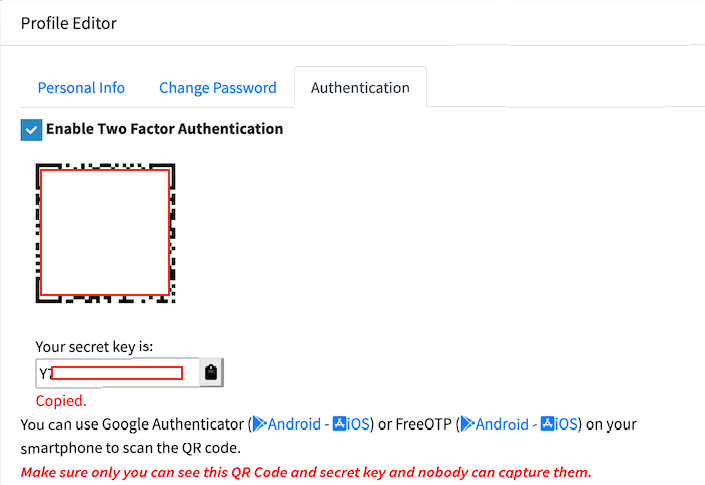 Profile Editor
Personal Info Change Password Authentication
Enable Two Factor Authentication
Your secret key is:
Y7
Copied.
You can use Google Authenticator (Android - iOS) or FreeOTP (Android - iOS) on your
smartphone to scan the QR code.
Make sure only you can see this QR Code and secret key and nobody can capture them.